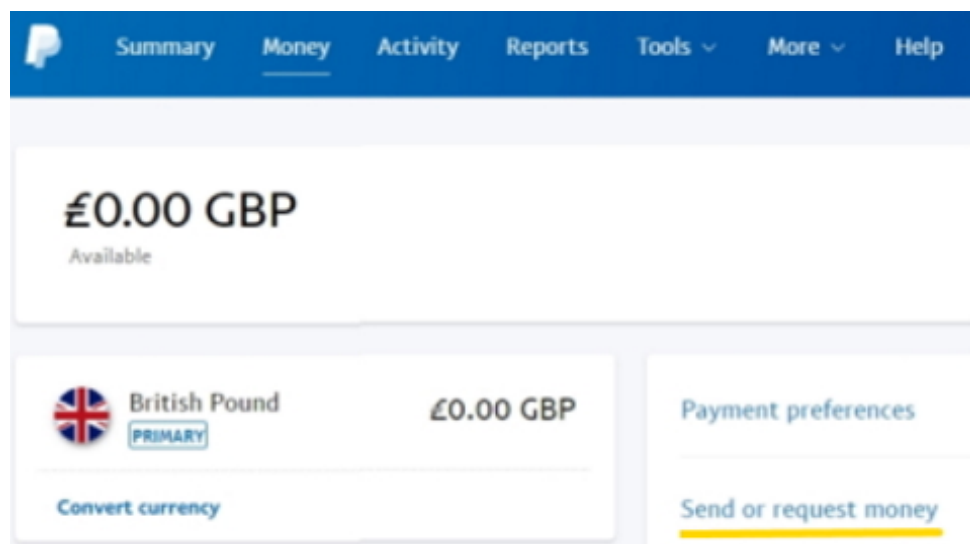 Summary Money Activity Reports Tools More Help
£0.00 GBP
Available
British Pound £0.00 GBP
PRIMARY
Convert currency
Payment preferences
Send or request money